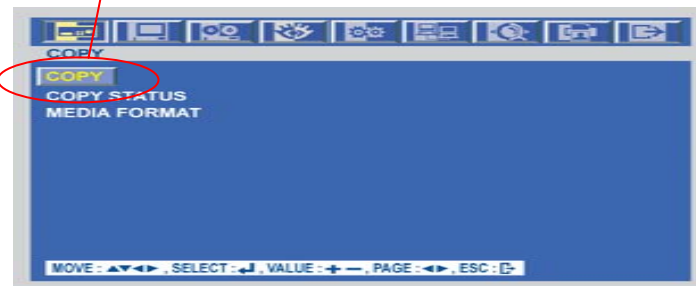 COPY
COPY
COPY STATUS
MEDIA FORMAT
MOVE : ▲▼◄► , SELECT : ↵ , VALUE : + − , PAGE : ◄► , ESC :